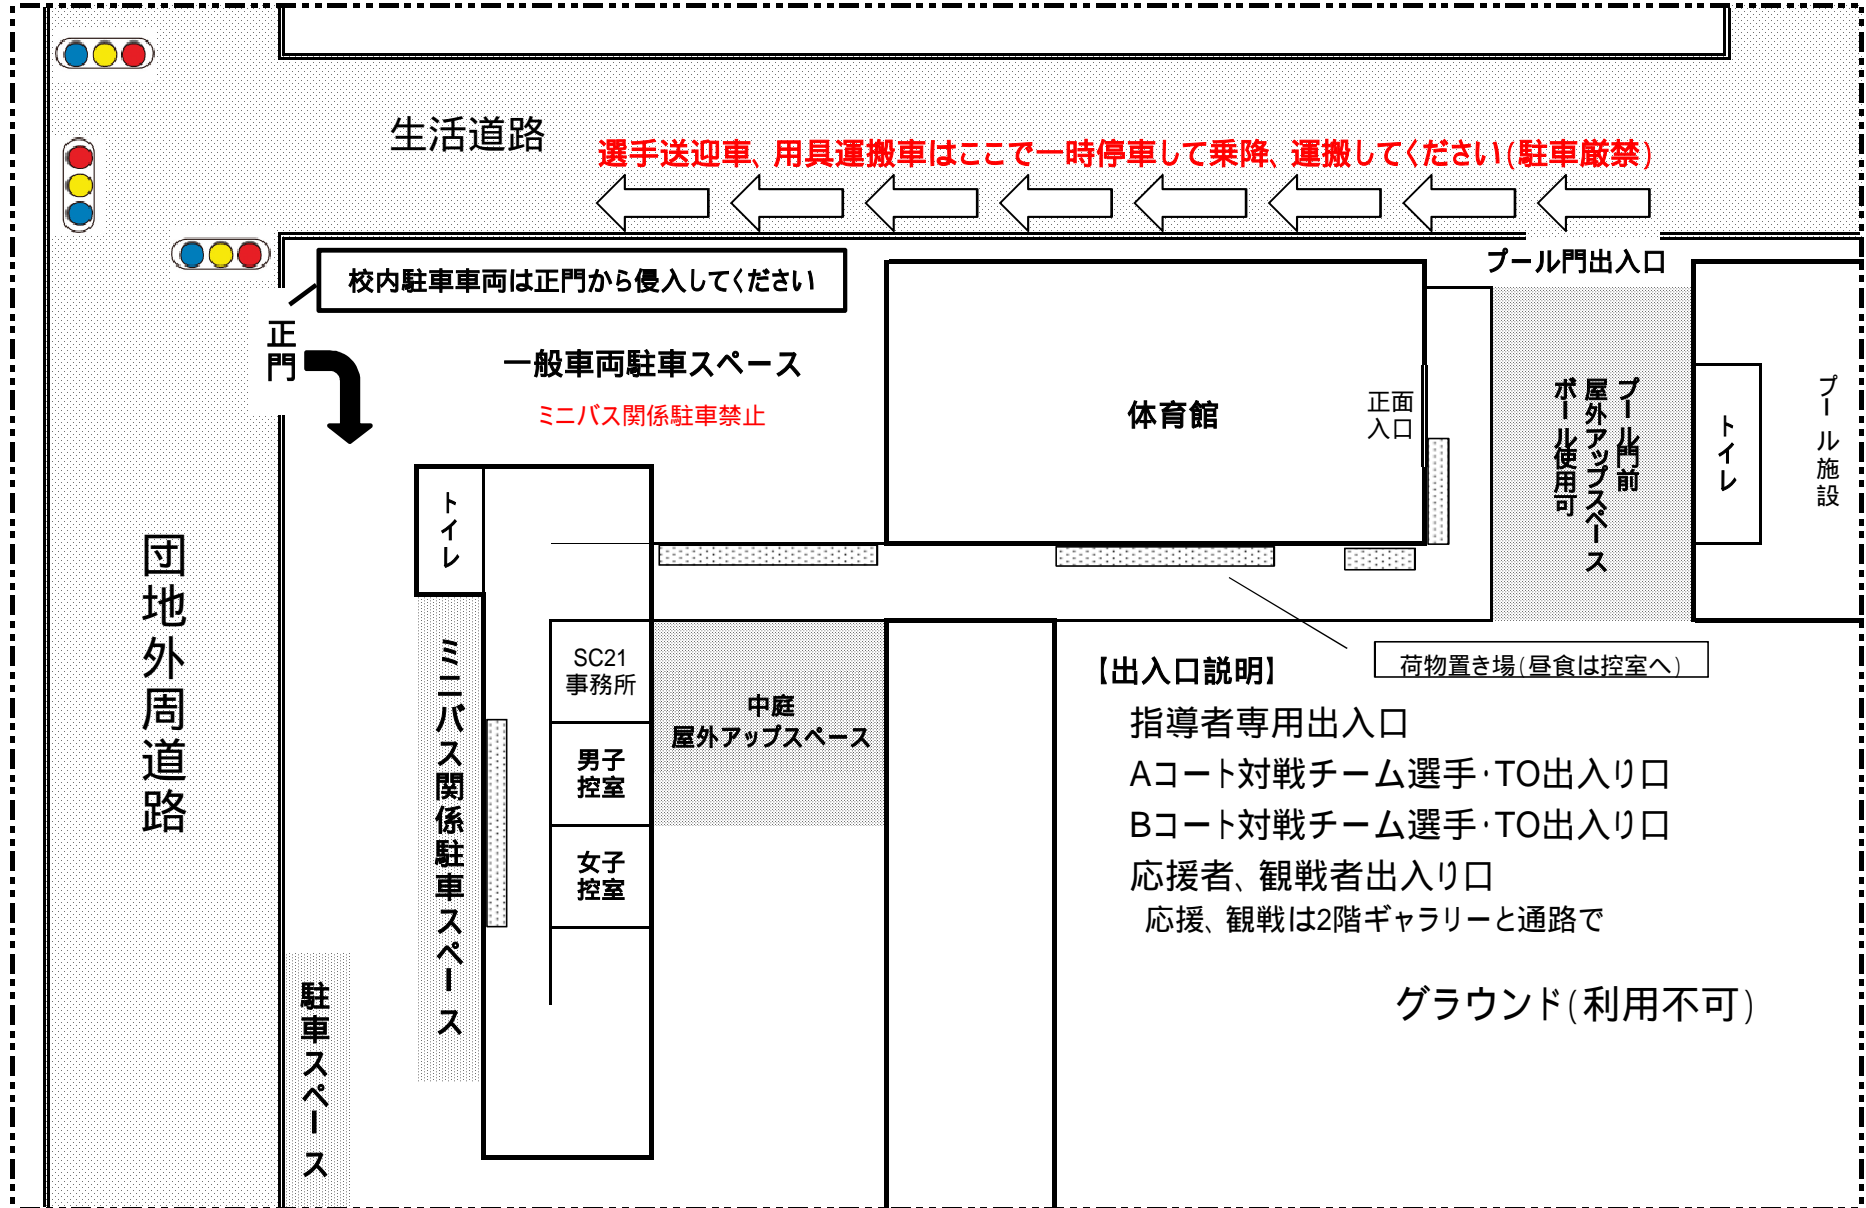 生活道路
選手送迎車、用具運搬車はここで一時停車して乗降、運搬してください(駐車厳禁)
校内駐車車両は正門から侵入してください
プール門出入口
正門
一般車両駐車スペース
ミニバス関係駐車禁止
体育館
正面
入口
プール門前
屋外アップスペース
ボール使用可
トイレ
プール施設
トイレ
団地外周道路
ミニバス関係駐車スペース
SC21
事務所
中庭
屋外アップスペース
男子
控室
女子
控室
荷物置き場(昼食は控室へ)
【出入口説明】
指導者専用出入口
Aコート対戦チーム選手・TO出入り口
Bコート対戦チーム選手・TO出入り口
応援者、観戦者出入り口
応援、観戦は2階ギャラリーと通路で
グラウンド(利用不可)
駐車スペース